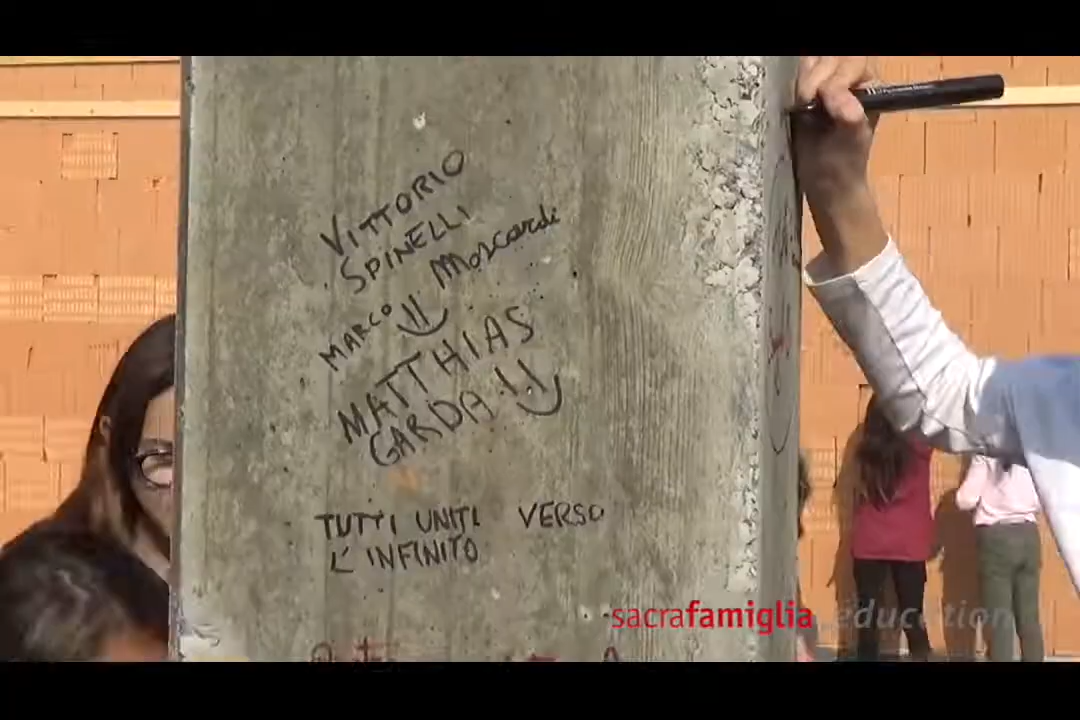 VITTORIO
SPINELLI
MARCO Moscardi
MATTHIAS
GARDA
TUTTI UNITI VERSO
L'INFINITO
sacrafamiglia education